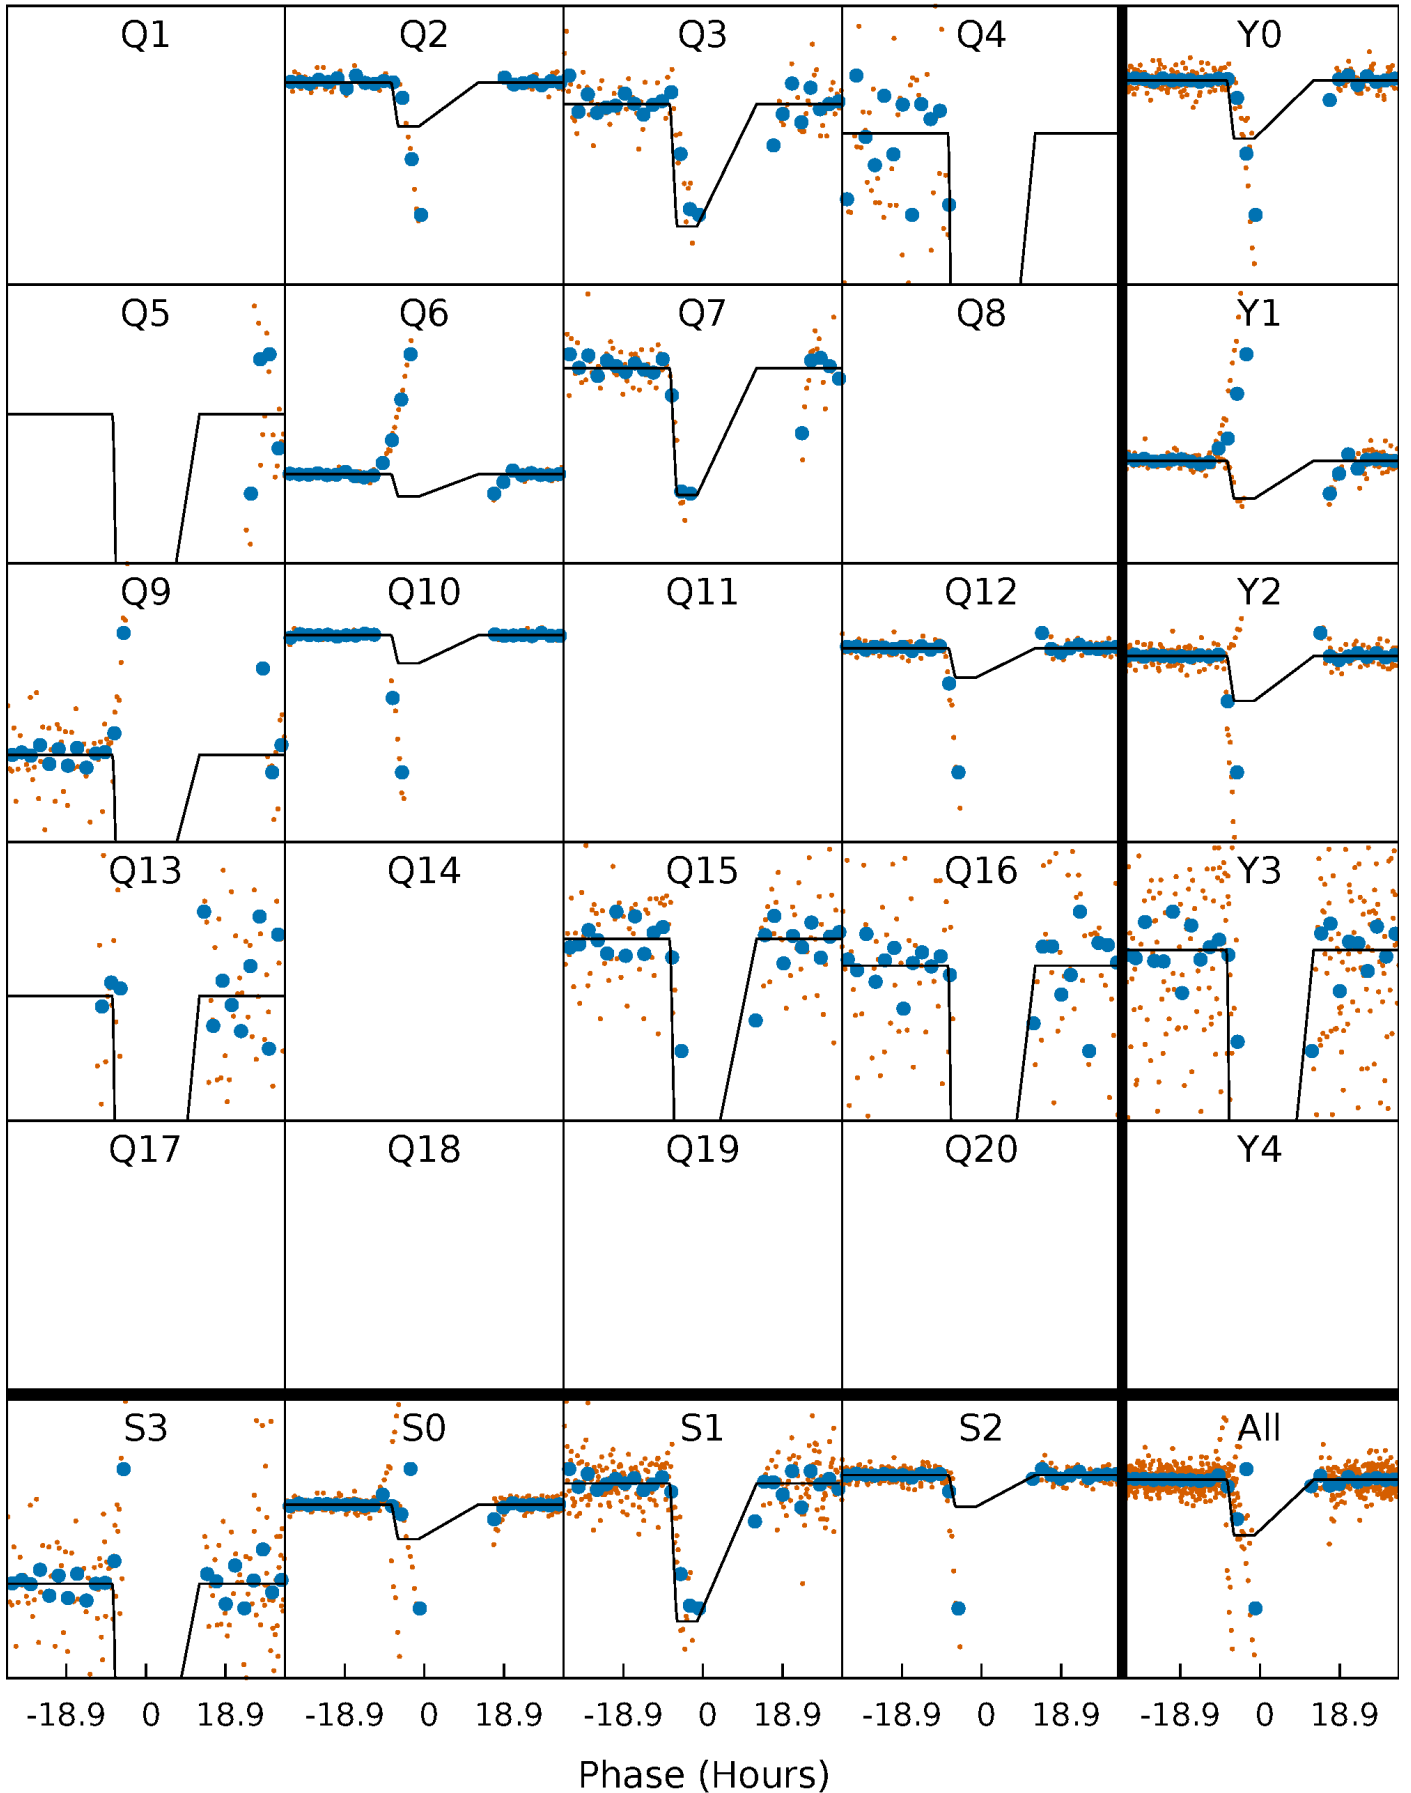 Q1 Q2 Q3 Q4 Y0
Q5 Q6 Q7 Q8 Y1
Q9 Q10 Q11 Q12 Y2
Q13 Q14 Q15 Q16 Y3
Q17 Q18 Q19 Q20 Y4
S3 S0 S1 S2 All
-18.9 0 18.9 -18.9 0 18.9 -18.9 0 18.9 -18.9 0 18.9 -18.9 0 18.9
Phase (Hours)